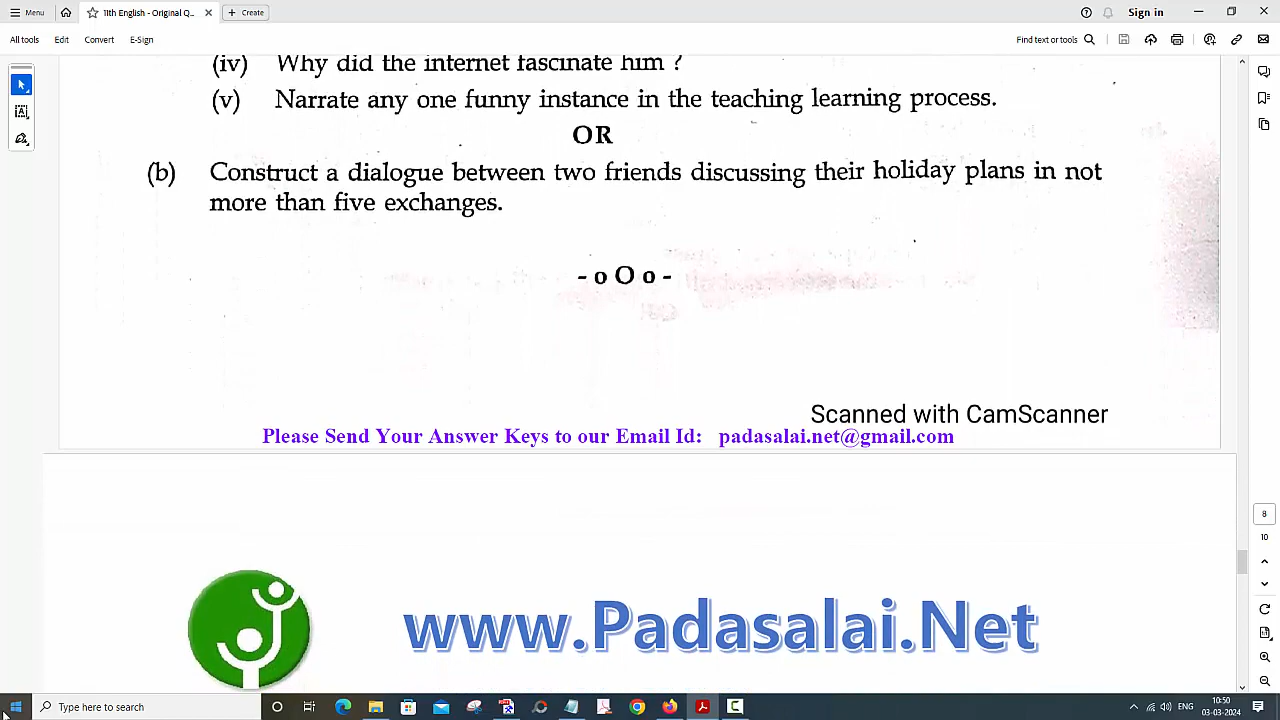 Menu
11th English - Original Q...
Create
Sign in
All tools
Edit
Convert
E-Sign
Find text or tools
(iv) Why did the internet fascinate him ?
(v) Narrate any one funny instance in the teaching learning process.
OR
(b) Construct a dialogue between two friends discussing their holiday plans in not
more than five exchanges.
- o O o -
Scanned with CamScanner
Please Send Your Answer Keys to our Email Id: padasalai.net@gmail.com
8
10
www.Padasalai.Net
Type here to search
ENG
10:50
03-03-2024